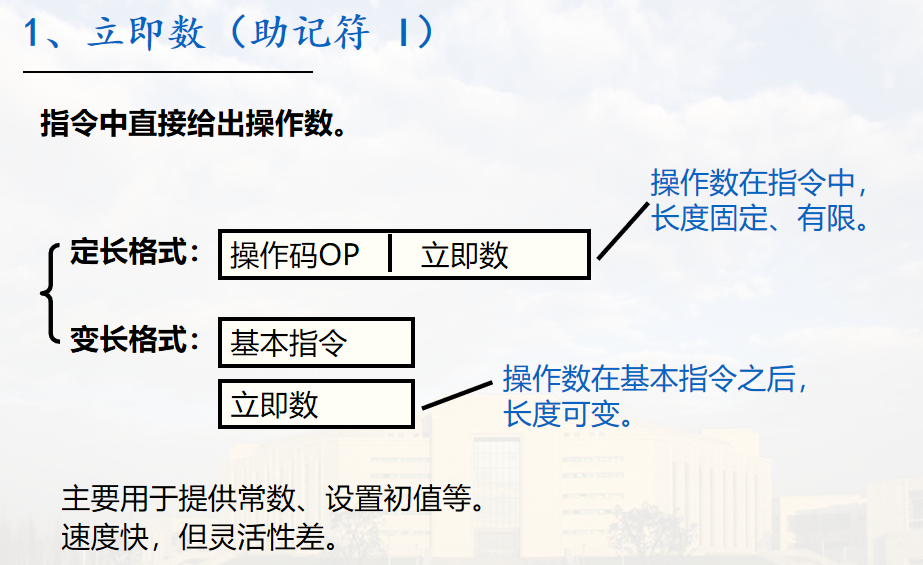 1、立即数（助记符 I）
指令中直接给出操作数。
操作数在指令中，
长度固定、有限。
定长格式： 操作码OP 立即数
变长格式： 基本指令
立即数
操作数在基本指令之后，
长度可变。
主要用于提供常数、设置初值等。
速度快，但灵活性差。